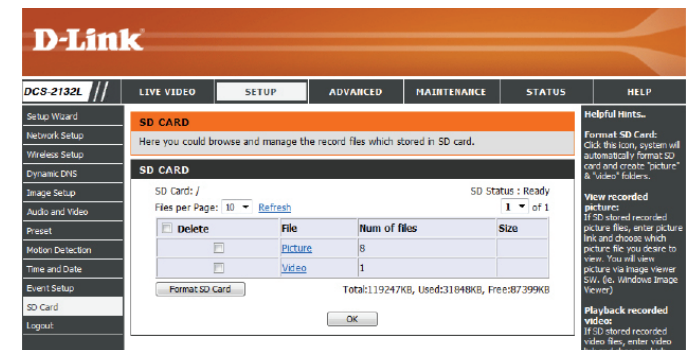 D-Link
DCS-2132L // LIVE VIDEO SETUP ADVANCED MAINTENANCE STATUS HELP
Setup Wizard
Network Setup
Wireless Setup
Dynamic DNS
Image Setup
Audio and Video
Preset
Motion Detection
Time and Date
Event Setup
SD Card
Logout
SD CARD
Here you could browse and manage the record files which stored in SD card.
SD CARD
SD Card: / SD Status : Ready
Files per Page: 10 Refresh 1 of 1
Delete File Num of files Size
Picture 8
Video 1
Format SD Card Total:119247KB, Used:31848KB, Free:87399KB
OK
Helpful Hints..
Format SD Card:
Click this icon, system will
automatically format SD
card and create "picture"
& "video" folders.
View recorded
picture:
If SD stored recorded
picture files, enter picture
link and choose which
picture file you desire to
view. You will view
picture via image viewer
SW. (ie. Windows Image
Viewer)
Playback recorded
video:
If SD stored recorded
video files, enter video